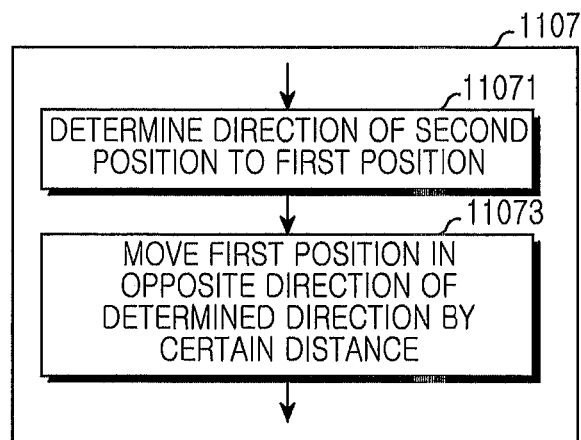 1107
11071
DETERMINE DIRECTION OF SECOND
POSITION TO FIRST POSITION
11073
MOVE FIRST POSITION IN
OPPOSITE DIRECTION OF
DETERMINED DIRECTION BY
CERTAIN DISTANCE